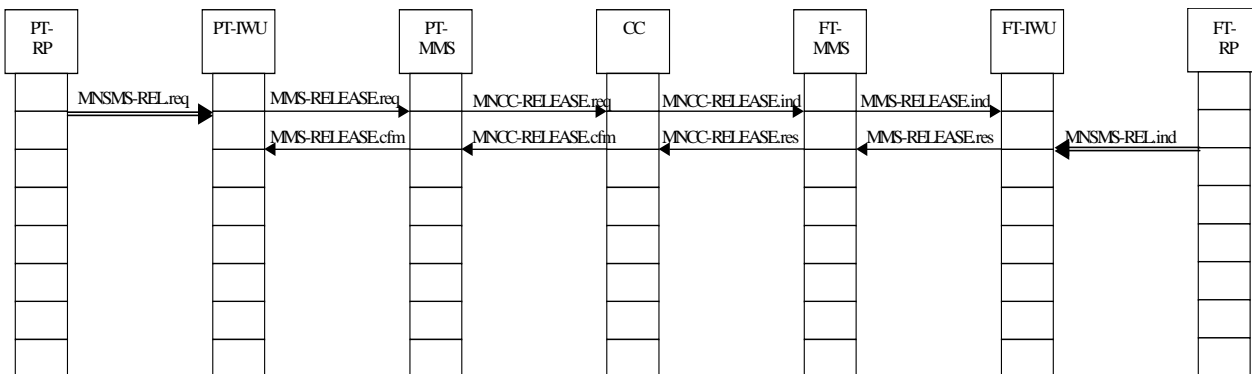 PT-
RP
PT-IWU
PT-
MMS
CC
FT-
MMS
FT-IWU
FT-
RP
MNSMS-REL.req
MMS-RELEASE.req
MNCC-RELEASE.req
MNCC-RELEASE.ind
MMS-RELEASE.ind
MMS-RELEASE.cfm
MNCC-RELEASE.cfm
MNCC-RELEASE.res
MMS-RELEASE.res
MNSMS-REL.ind